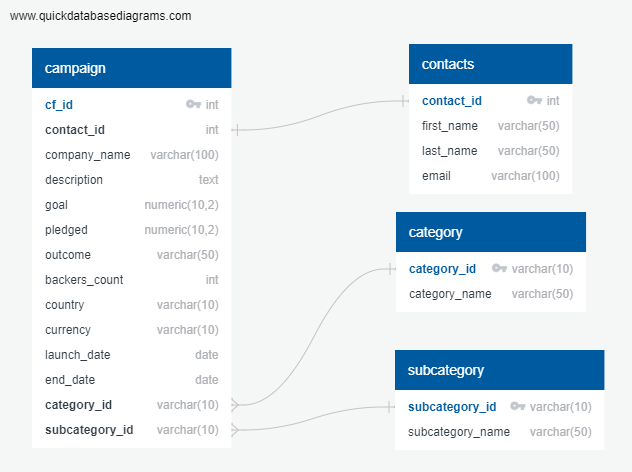 www.quickdatabasediagrams.com
campaign
cf_id int
contact_id int
company_name varchar(100)
description text
goal numeric(10,2)
pledged numeric(10,2)
outcome varchar(50)
backers_count int
country varchar(10)
currency varchar(10)
launch_date date
end_date date
category_id varchar(10)
subcategory_id varchar(10)
contacts
contact_id int
first_name varchar(50)
last_name varchar(50)
email varchar(100)
category
category_id varchar(10)
category_name varchar(50)
subcategory
subcategory_id varchar(10)
subcategory_name varchar(50)